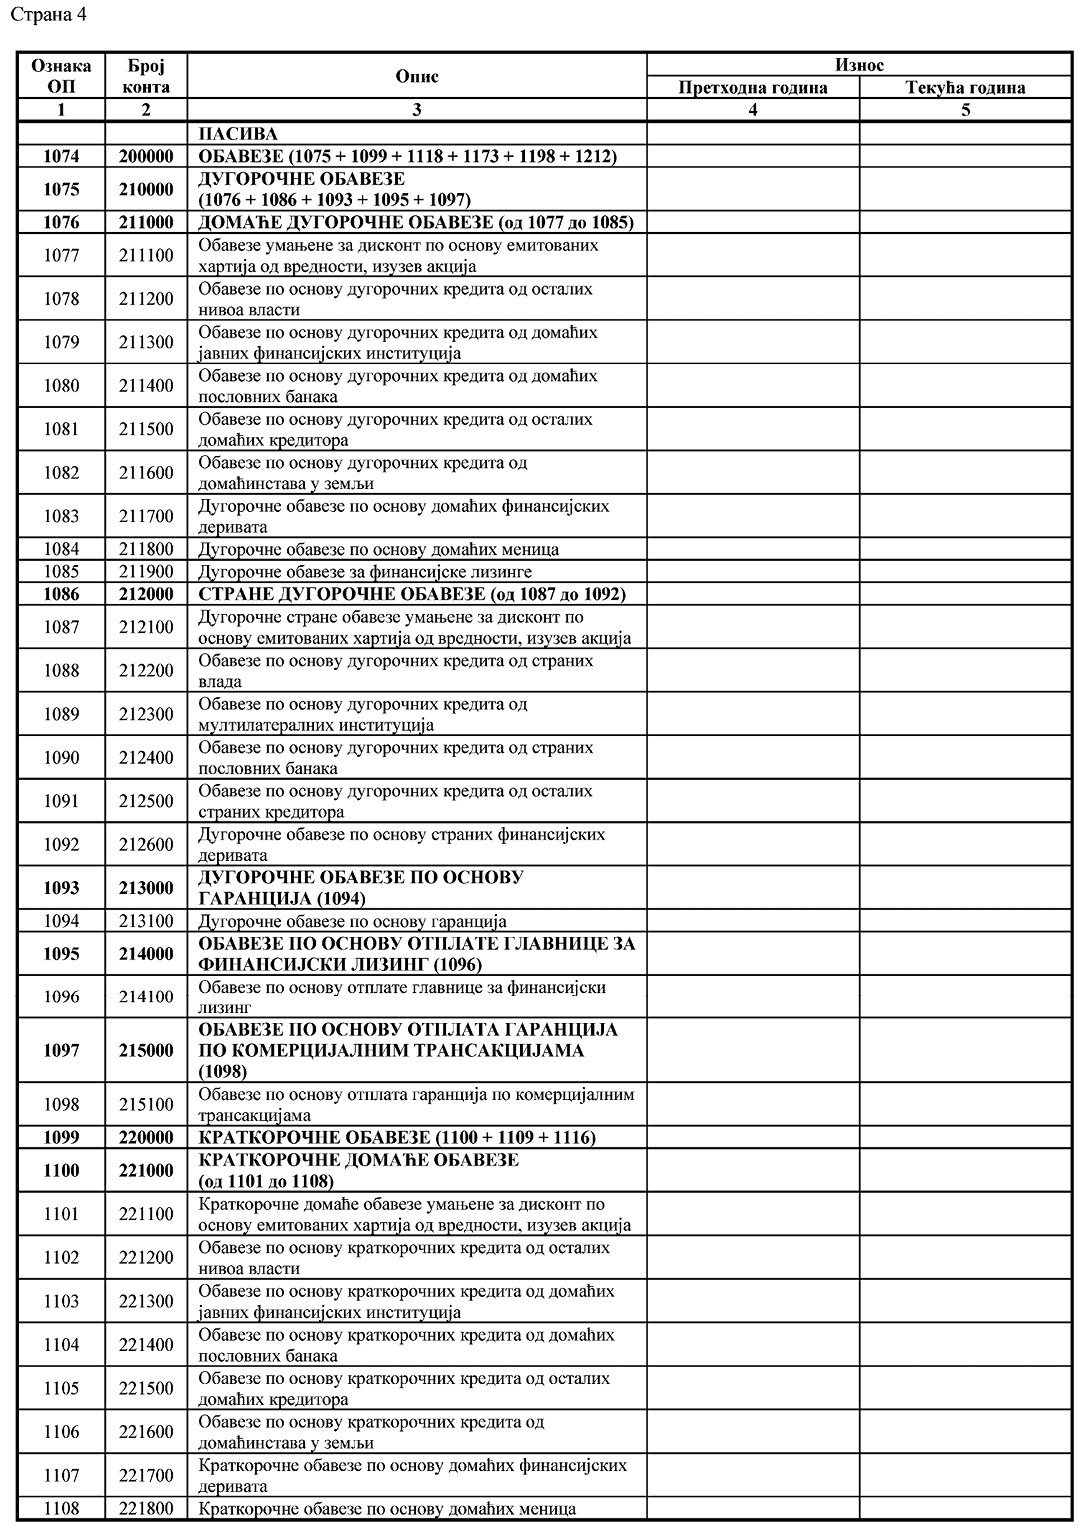 Страна 4
Ознака ОП | Број конта | Опис | Износ
Претходна година | Текућа година
1 | 2 | 3 | 4 | 5
ПАСИВА
1074 | 200000 | ОБАВЕЗЕ (1075 + 1099 + 1118 + 1173 + 1198 + 1212)
1075 | 210000 | ДУГОРОЧНЕ ОБАВЕЗЕ
(1076 + 1086 + 1093 + 1095 + 1097)
1076 | 211000 | ДОМАЋЕ ДУГОРОЧНЕ ОБАВЕЗЕ (од 1077 до 1085)
1077 | 211100 | Обавезе умањене за дисконт по основу емитованих
хартија од вредности, изузев акција
1078 | 211200 | Обавезе по основу дугорочних кредита од осталих
нивоа власти
1079 | 211300 | Обавезе по основу дугорочних кредита од домаћих
јавних финансијских институција
1080 | 211400 | Обавезе по основу дугорочних кредита од домаћих
пословних банака
1081 | 211500 | Обавезе по основу дугорочних кредита од осталих
домаћих кредитора
1082 | 211600 | Обавезе по основу дугорочних кредита од
домаћинстава у земљи
1083 | 211700 | Дугорочне обавезе по основу домаћих финансијских
деривата
1084 | 211800 | Дугорочне обавезе по основу домаћих меница
1085 | 211900 | Дугорочне обавезе за финансијске лизинге
1086 | 212000 | СТРАНЕ ДУГОРОЧНЕ ОБАВЕЗЕ (од 1087 до 1092)
1087 | 212100 | Дугорочне стране обавезе умањене за дисконт по
основу емитованих хартија од вредности, изузев акција
1088 | 212200 | Обавезе по основу дугорочних кредита од страних
влада
1089 | 212300 | Обавезе по основу дугорочних кредита од
мултилатералних институција
1090 | 212400 | Обавезе по основу дугорочних кредита од страних
пословних банака
1091 | 212500 | Обавезе по основу дугорочних кредита од осталих
страних кредитора
1092 | 212600 | Дугорочне обавезе по основу страних финансијских
деривата
1093 | 213000 | ДУГОРОЧНЕ ОБАВЕЗЕ ПО ОСНОВУ
ГАРАНЦИЈА (1094)
1094 | 213100 | Дугорочне обавезе по основу гаранција
1095 | 214000 | ОБАВЕЗЕ ПО ОСНОВУ ОТПЛАТЕ ГЛАВНИЦЕ ЗА
ФИНАНСИЈСКИ ЛИЗИНГ (1096)
1096 | 214100 | Обавезе по основу отплате главнице за финансијски
лизинг
1097 | 215000 | ОБАВЕЗЕ ПО ОСНОВУ ОТПЛАТА ГАРАНЦИЈА
ПО КОМЕРЦИЈАЛНИМ ТРАНСАКЦИЈАМА
(1098)
1098 | 215100 | Обавезе по основу отплата гаранција по комерцијалним
трансакцијама
1099 | 220000 | КРАТКОРОЧНЕ ОБАВЕЗЕ (1100 + 1109 + 1116)
1100 | 221000 | КРАТКОРОЧНЕ ДОМАЋЕ ОБАВЕЗЕ
(од 1101 до 1108)
1101 | 221100 | Краткорочне домаће обавезе умањене за дисконт по
основу емитованих хартија од вредности, изузев акција
1102 | 221200 | Обавезе по основу краткорочних кредита од осталих
нивоа власти
1103 | 221300 | Обавезе по основу краткорочних кредита од домаћих
јавних финансијских институција
1104 | 221400 | Обавезе по основу краткорочних кредита од домаћих
пословних банака
1105 | 221500 | Обавезе по основу краткорочних кредита од осталих
домаћих кредитора
1106 | 221600 | Обавезе по основу краткорочних кредита од
домаћинстава у земљи
1107 | 221700 | Краткорочне обавезе по основу домаћих финансијских
деривата
1108 | 221800 | Краткорочне обавезе по основу домаћих меница